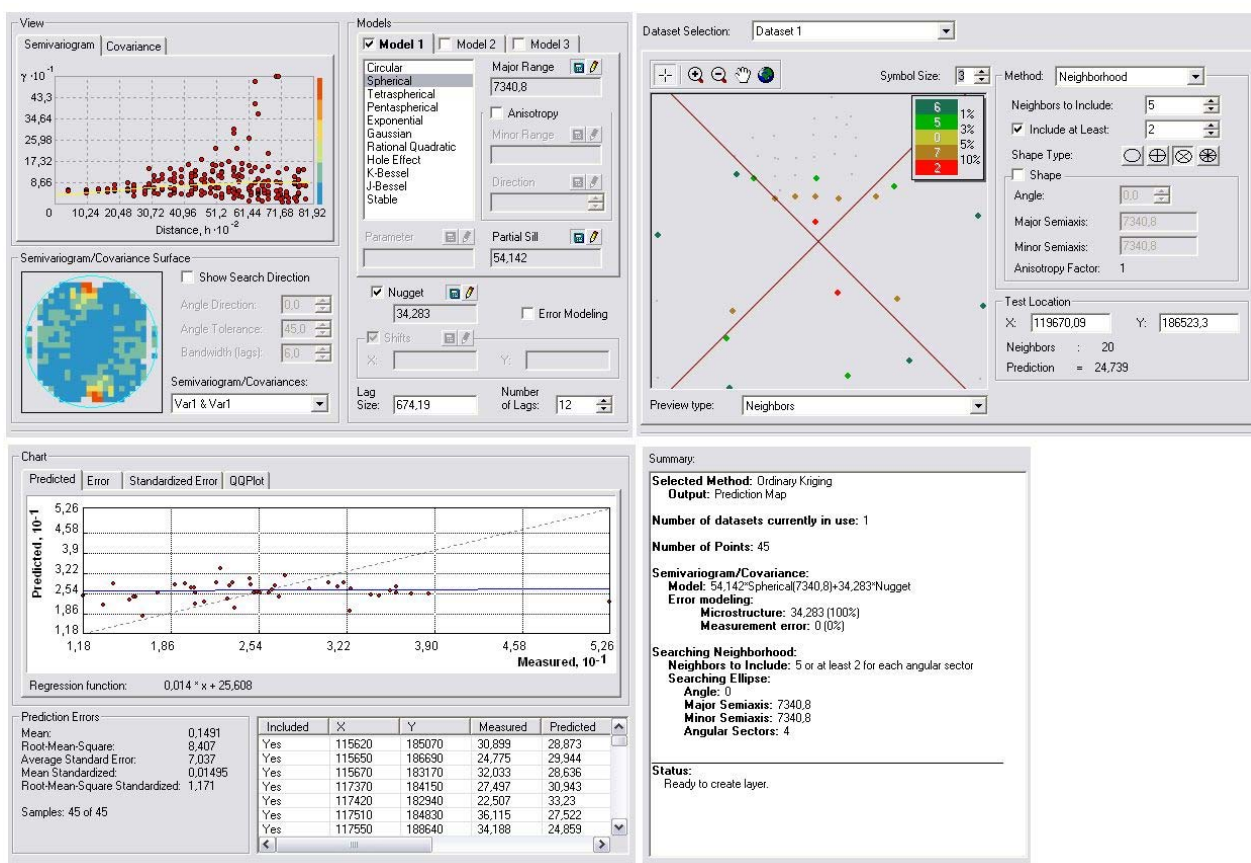 View
Semivariogram Covariance
γ·10 -1
43,3
34,64
25,98
17,32
8,66
0 10,24 20,48 30,72 40,96 51,2 61,44 71,68 81,92
Distance, h·10 -2
Semivariogram/Covariance Surface
Show Search Direction
Angle Direction: 0,0
Angle Tolerance: 45,0
Bandwidth (lags): 6,0
Semivariogram/Covariances:
Var1 & Var1
Models
Model 1 Model 2 Model 3
Circular
Spherical
Tetraspherical
Pentaspherical
Exponential
Gaussian
Rational Quadratic
Hole Effect
K-Bessel
J-Bessel
Stable
Major Range
7340,8
Anisotropy
Minor Range
Direction
Parameter
Partial Sill
54,142
Nugget
34,283
Error Modeling
Shifts
X: Y:
Lag Size: 674,19
Number of Lags: 12
Dataset Selection: Dataset 1
Symbol Size: 3
6
5
0
7
2
1%
3%
5%
10%
Preview type: Neighbors
Method: Neighborhood
Neighbors to Include: 5
Include at Least: 2
Shape Type:
Shape
Angle: 0,0
Major Semiaxis: 7340,8
Minor Semiaxis: 7340,8
Anisotropy Factor: 1
Test Location
X: 119670,09 Y: 186523,3
Neighbors : 20
Prediction = 24,739
Chart
Predicted Error Standardized Error QQPlot
Predicted, 10-1
5,26
4,58
3,9
3,22
2,54
1,86
1,18
1,18 1,86 2,54 3,22 3,90 4,58 5,26
Measured, 10-1
Regression function: 0,014 * x + 25,608
Prediction Errors
Mean: 0,1491
Root-Mean-Square: 8,407
Average Standard Error: 7,037
Mean Standardized: 0,01495
Root-Mean-Square Standardized: 1,171
Samples: 45 of 45
Included X Y Measured Predicted
Yes 115620 185070 30,899 28,873
Yes 115650 186690 24,775 29,944
Yes 115670 183170 32,033 28,636
Yes 117370 184150 27,497 30,943
Yes 117420 182940 22,507 33,23
Yes 117510 184830 36,115 27,522
Yes 117550 188640 34,188 24,859
Summary:
Selected Method: Ordinary Kriging
Output: Prediction Map
Number of datasets currently in use: 1
Number of Points: 45
Semivariogram/Covariance:
Model: 54,142*Spherical(7340,8)+34,283*Nugget
Error modeling:
Microstructure: 34,283 (100%)
Measurement error: 0 (0%)
Searching Neighborhood:
Neighbors to Include: 5 or at least 2 for each angular sector
Searching Ellipse:
Angle: 0
Major Semiaxis: 7340,8
Minor Semiaxis: 7340,8
Angular Sectors: 4
Status:
Ready to create layer.